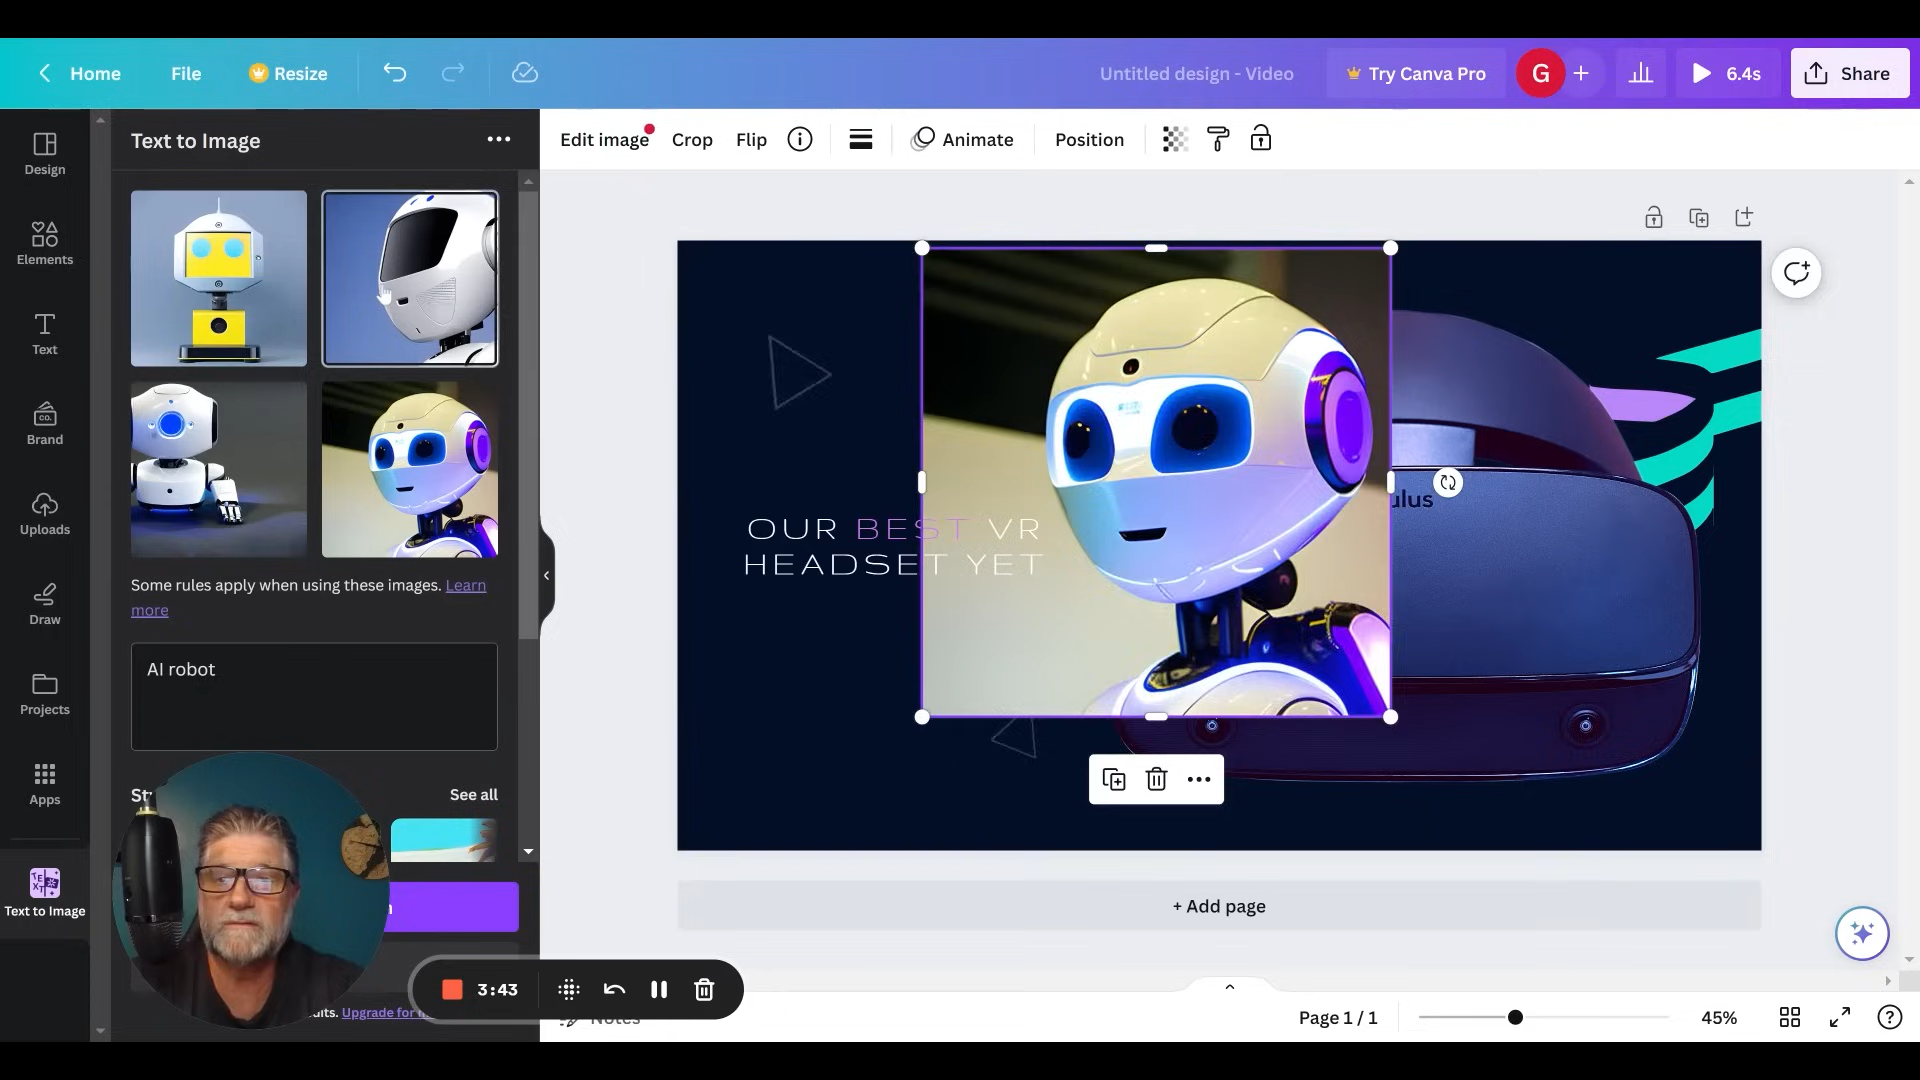 Home
File
Resize
Untitled design - Video
Try Canva Pro
G
6.4s
Share
Design
Elements
Text
Brand
CO.
Uploads
Draw
Projects
Apps
Text to Image
Text to Image
Some rules apply when using these images. Learn
more
AI robot
See all
Upgrade for
3:43
Edit image
Crop
Flip
Animate
Position
OUR BEST VR
HEADSET YET
ulus
+ Add page
Notes
Page 1 / 1
45%